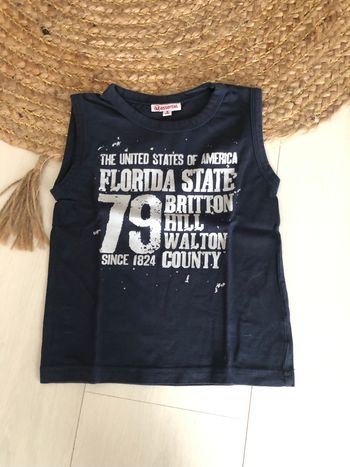 THE UNITED STATES OF AMERICA
FLORIDA STATE
79 BRITTON
HILL
WALTON
SINCE 1824 COUNTY